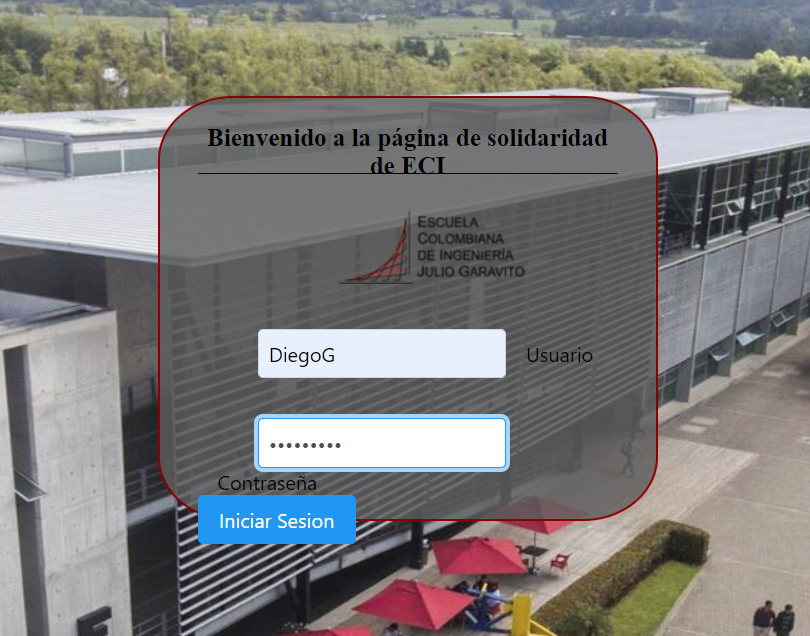 Bienvenido a la página de solidaridad
de ECI
ESCUELA
COLOMBIANA
DE INGENIERÍA
JULIO GARAVITO
DiegoG
Usuario
•••••••••
Contraseña
Iniciar Sesion